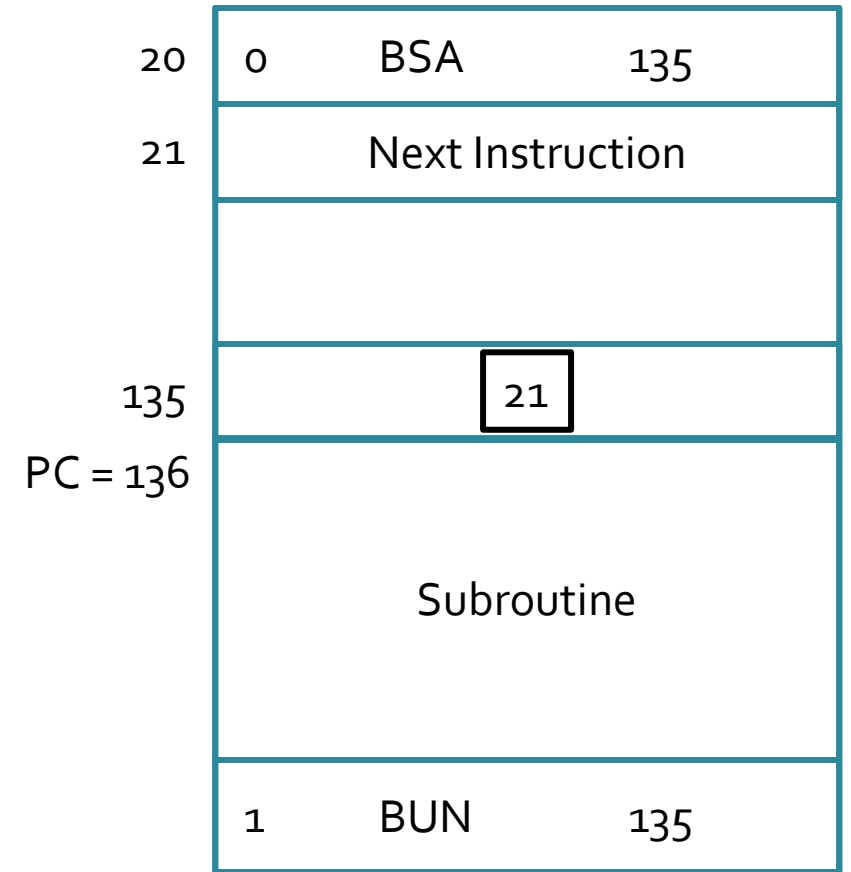 20 0 BSA 135
21 Next Instruction
135 21
PC = 136
Subroutine
1 BUN 135